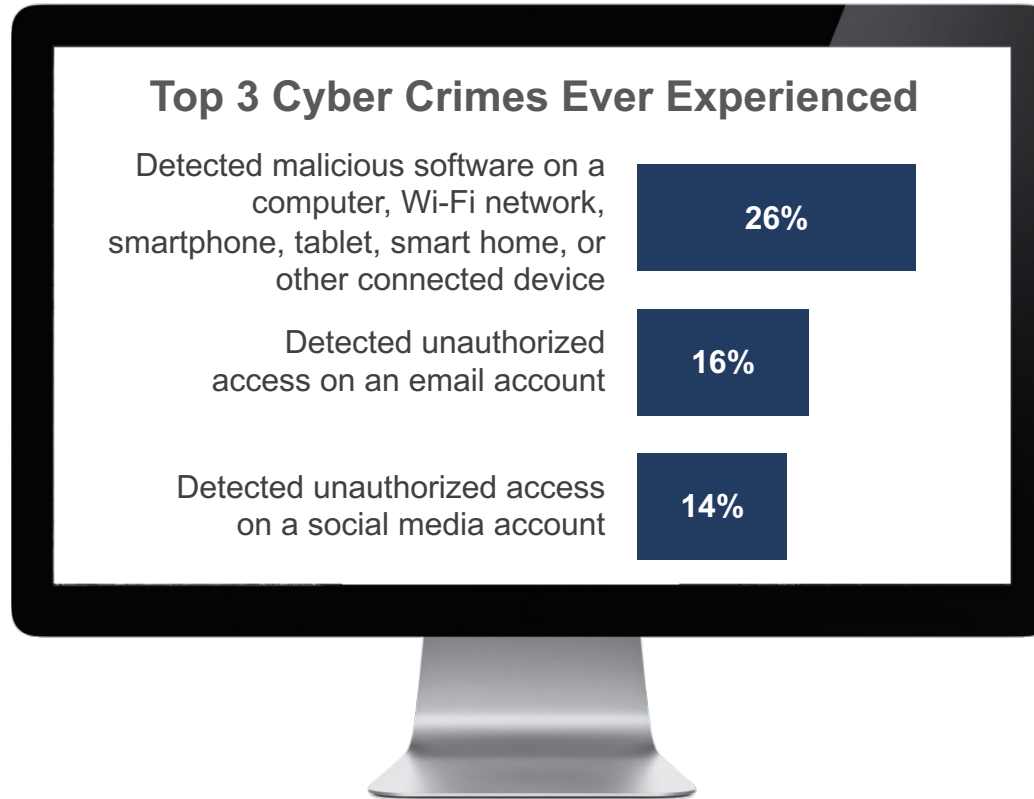 Top 3 Cyber Crimes Ever Experienced
Detected malicious software on a
computer, Wi-Fi network,
smartphone, tablet, smart home, or
other connected device
26%
Detected unauthorized
access on an email account
16%
Detected unauthorized access
on a social media account
14%